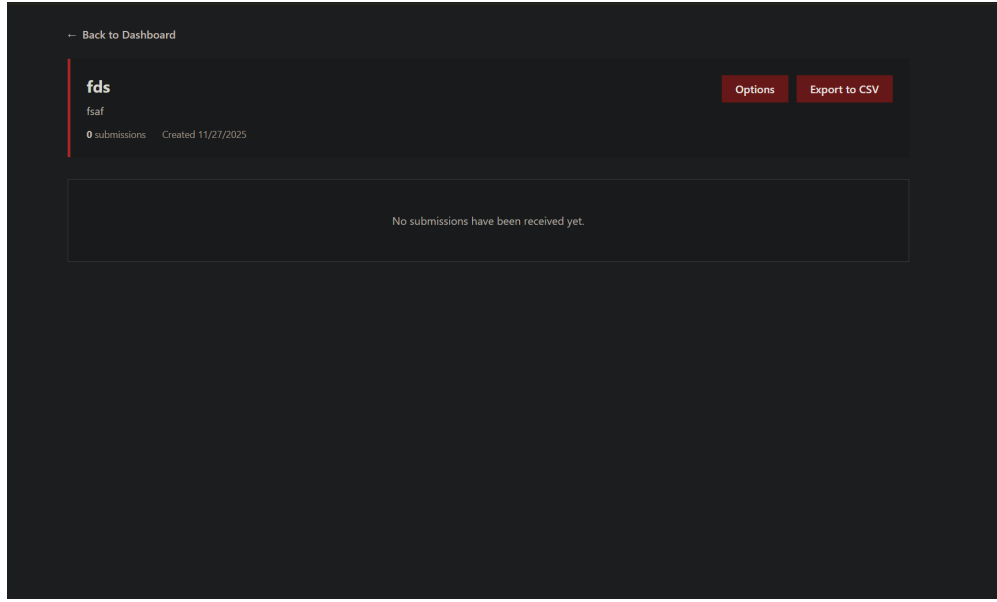 ← Back to Dashboard
fds
Options
Export to CSV
fsaf
0 submissions
Created 11/27/2025
No submissions have been received yet.